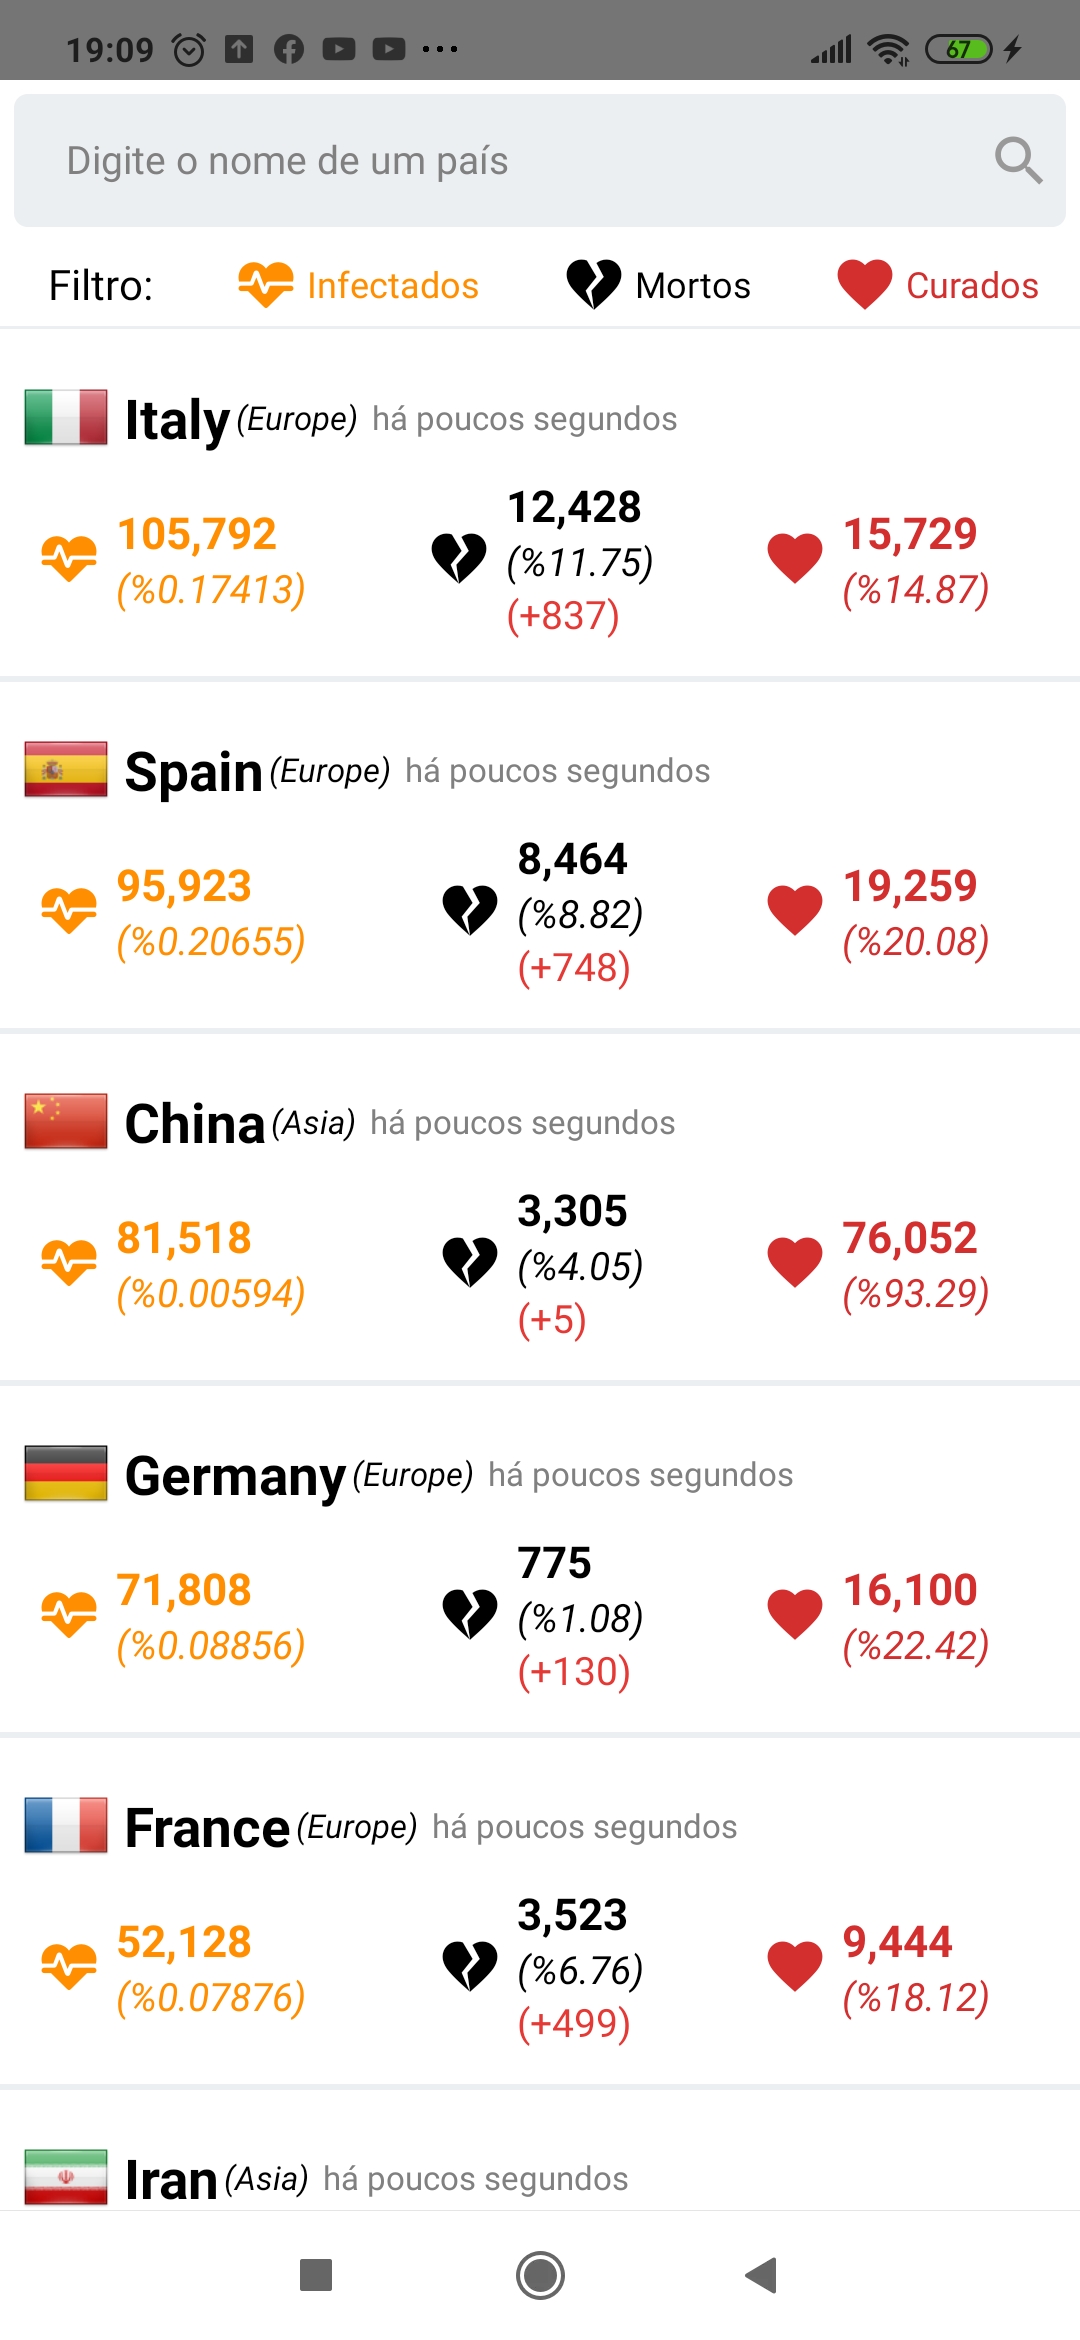 19:09
67
Digite o nome de um país
Filtro: Infectados Mortos Curados
Italy (Europe) há poucos segundos
105,792 12,428 15,729
(%0.17413) (%11.75) (%14.87)
(+837)
Spain (Europe) há poucos segundos
95,923 8,464 19,259
(%0.20655) (%8.82) (%20.08)
(+748)
China (Asia) há poucos segundos
81,518 3,305 76,052
(%0.00594) (%4.05) (%93.29)
(+5)
Germany (Europe) há poucos segundos
71,808 775 16,100
(%0.08856) (%1.08) (%22.42)
(+130)
France (Europe) há poucos segundos
52,128 3,523 9,444
(%0.07876) (%6.76) (%18.12)
(+499)
Iran (Asia) há poucos segundos